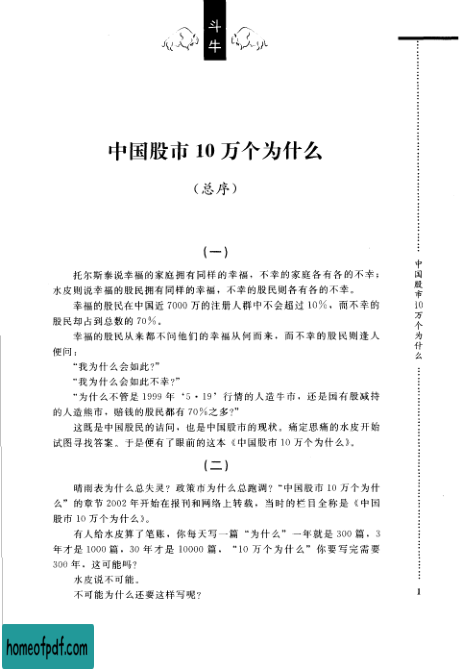 斗
牛
中国股市 10 万个为什么
（总序）
（一）
托尔斯泰说幸福的家庭拥有同样的幸福，不幸的家庭各有各的不幸；
水皮则说幸福的股民拥有同样的幸福，不幸的股民则各有各的不幸。
幸福的股民在中国近 7000 万的注册人群中不会超过 10%，而不幸的
股民却占到总数的 70%。
幸福的股民从来都不问他们的幸福从何而来，而不幸的股民则逢人
便问：
“我为什么会如此？”
“我为什么会如此不幸？”
“为什么不管是 1999 年‘5·19’行情的人造牛市，还是国有股减持
的人造熊市，赔钱的股民都有 70%之多？”
这既是中国股民的诘问，也是中国股市的现状。痛定思痛的水皮开始
试图寻找答案。于是便有了眼前的这本《中国股市 10 万个为什么》。
（二）
晴雨表为什么总失灵？政策市为什么总跑调？“中国股市 10 万个为什
么”的章节 2002 年开始在报刊和网络上转载，当时的栏目全称是《中国
股市 10 万个为什么》。
有人给水皮算了笔账，你每天写一篇“为什么”一年就是 300 篇，3
年才是 1000 篇，30 年才是 10000 篇，“10 万个为什么”你要写完需要
300 年，这可能吗？
水皮说不可能。
不可能为什么还要这样写呢？
中国股市10万个为什么
1
homeofpdf.com